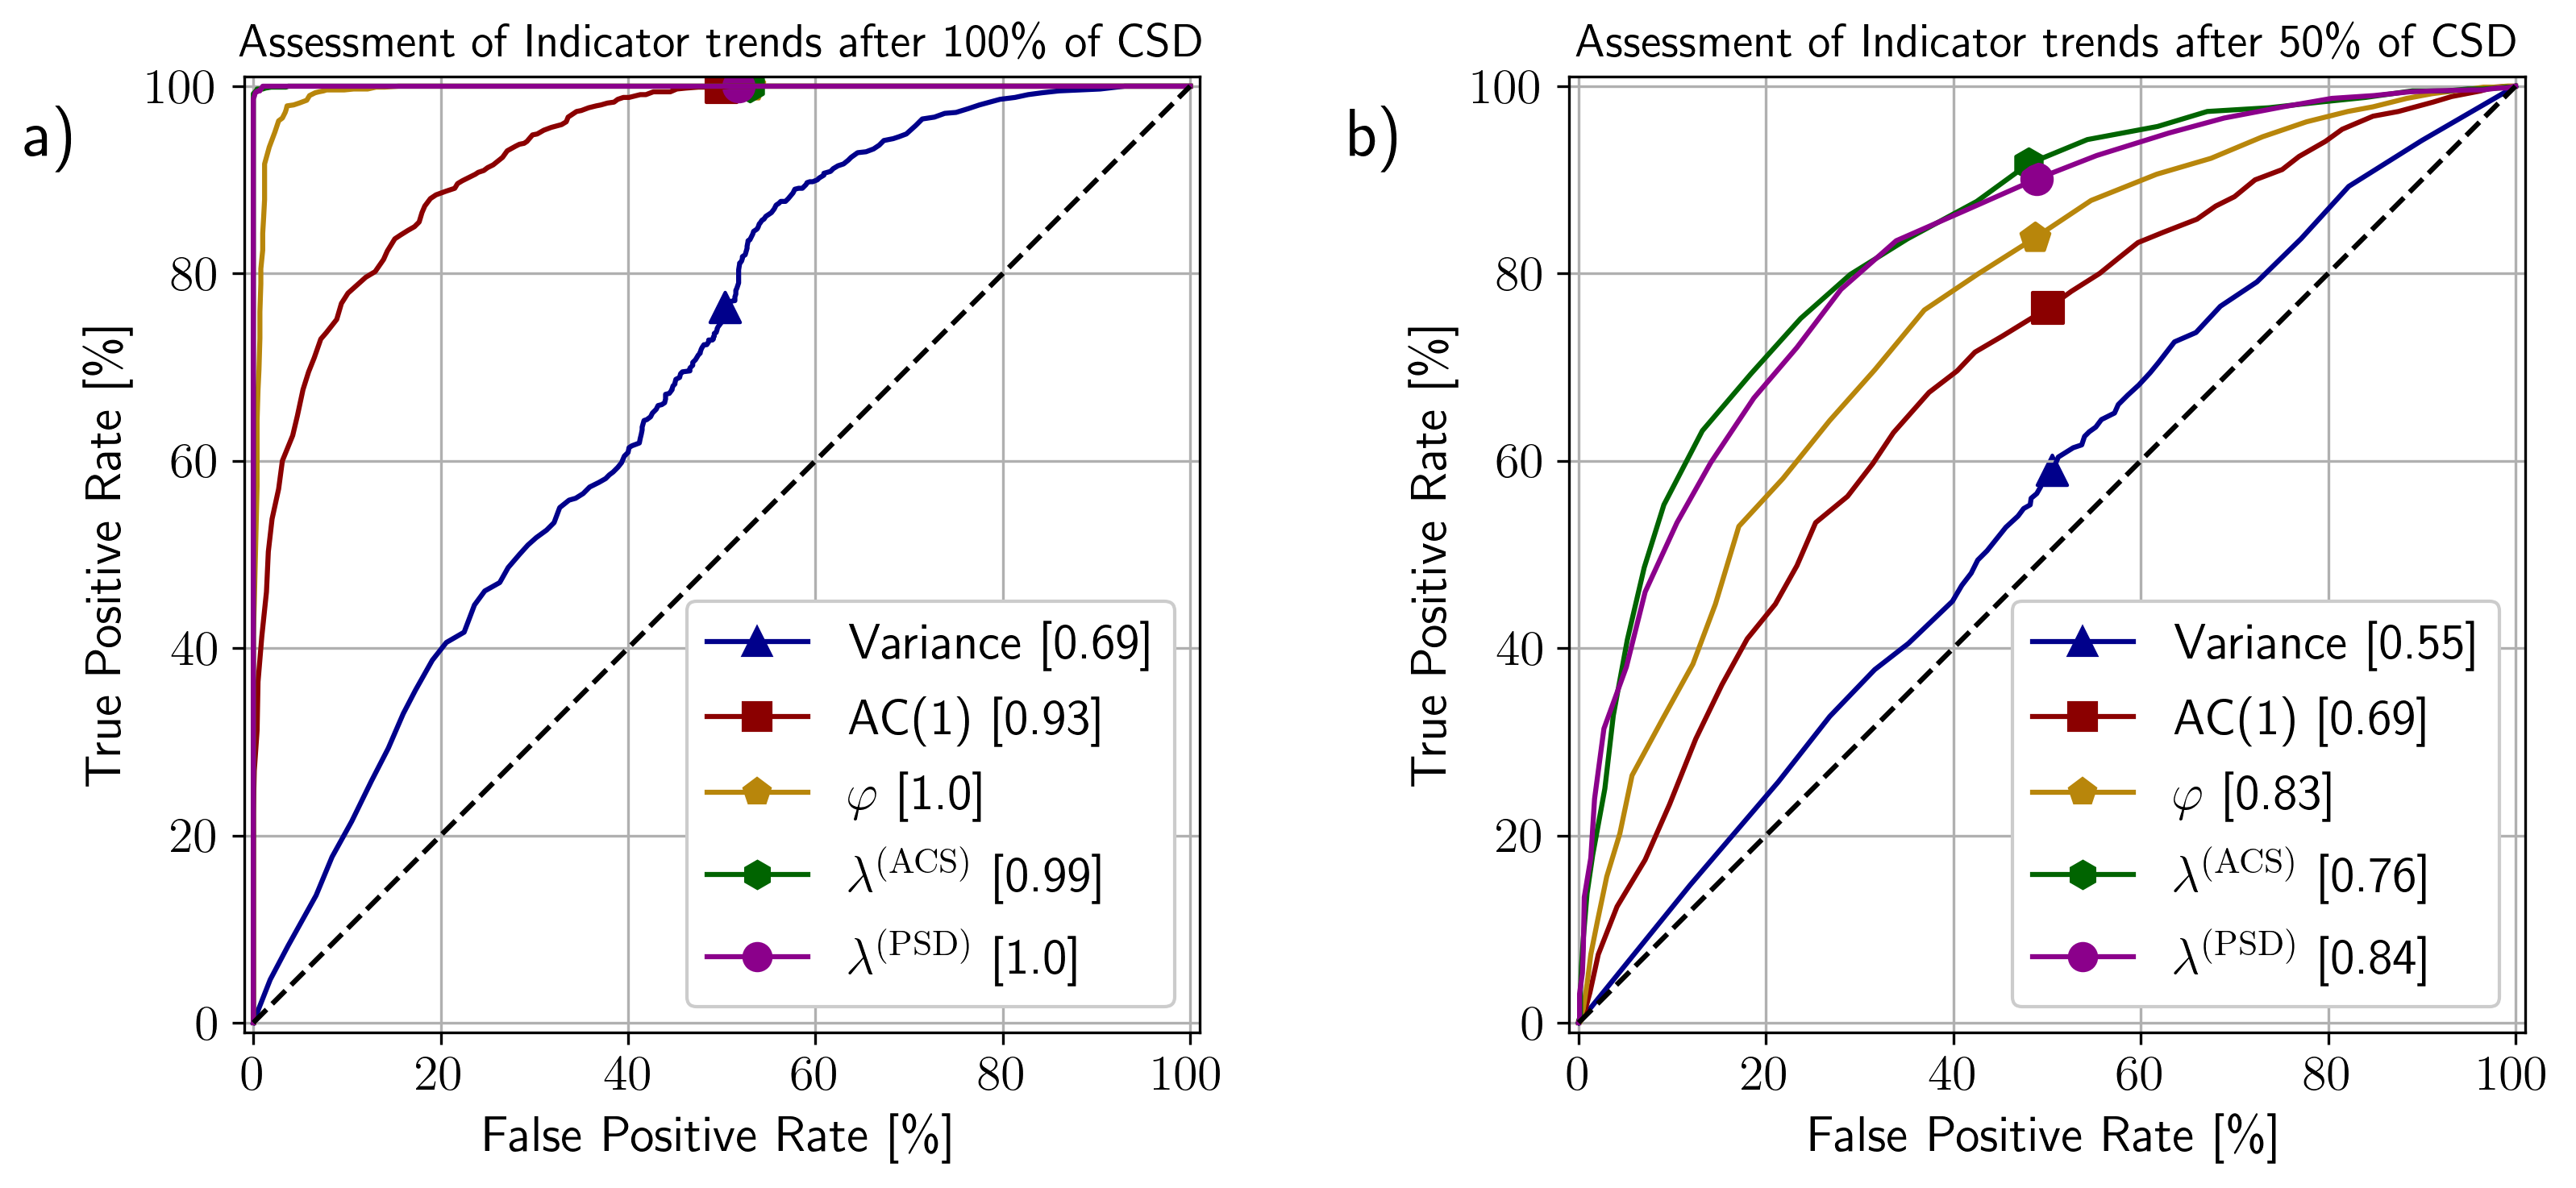 Assessment of Indicator trends after 100% of CSD
a)
100
80
60
40
20
0
True Positive Rate [%]
Variance [0.69]
AC(1) [0.93]
φ [1.0]
λ(ACS) [0.99]
λ(PSD) [1.0]
0 20 40 60 80 100
False Positive Rate [%]
Assessment of Indicator trends after 50% of CSD
b)
100
80
60
40
20
0
True Positive Rate [%]
Variance [0.55]
AC(1) [0.69]
φ [0.83]
λ(ACS) [0.76]
λ(PSD) [0.84]
0 20 40 60 80 100
False Positive Rate [%]